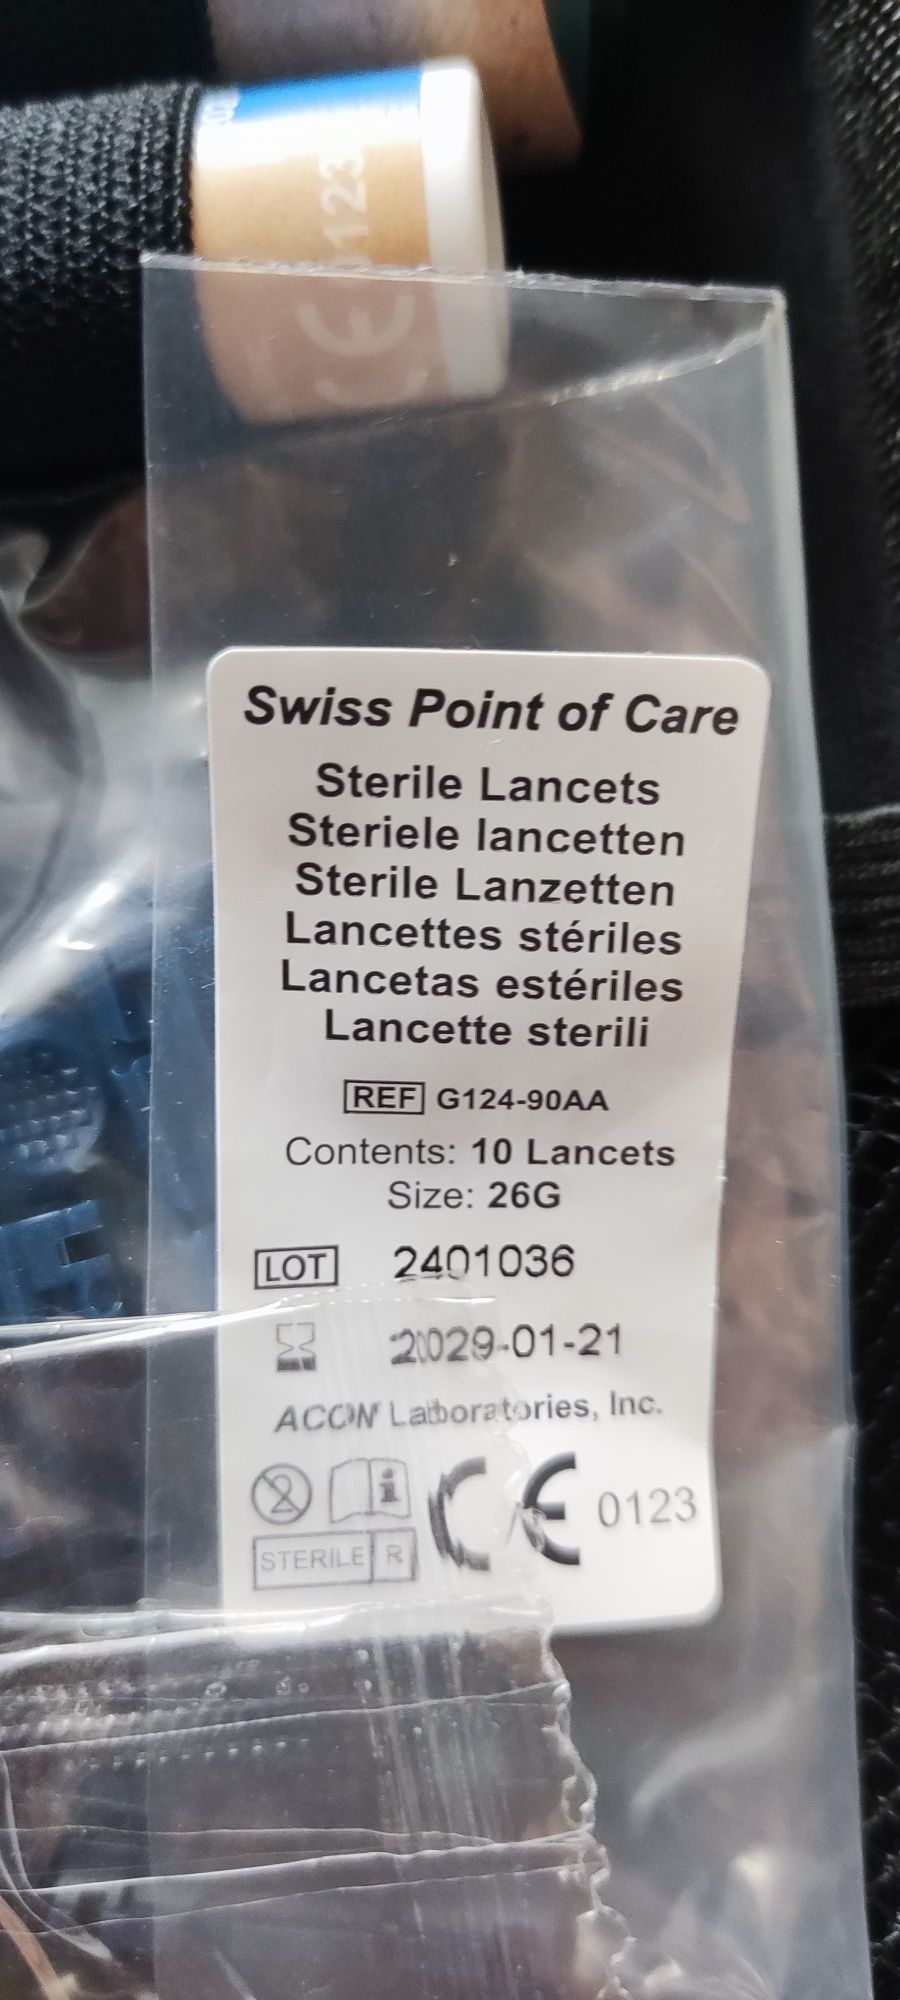 0123
Swiss Point of Care
Sterile Lancets
Steriele lancetten
Sterile Lanzetten
Lancettes stériles
Lancetas estériles
Lancette sterili
REF G124-90AA
Contents: 10 Lancets
Size: 26G
LOT 2401036
2029-01-21
ACON Laboratories, Inc.
CE 0123
STERILE R